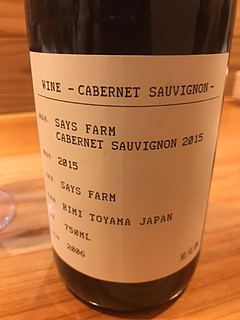 WINE -CABERNET SAUVIGNON-
SAYS FARM
CABERNET SAUVIGNON 2015
2015
SAYS FARM
HIMI TOYAMA JAPAN
750ML
2006